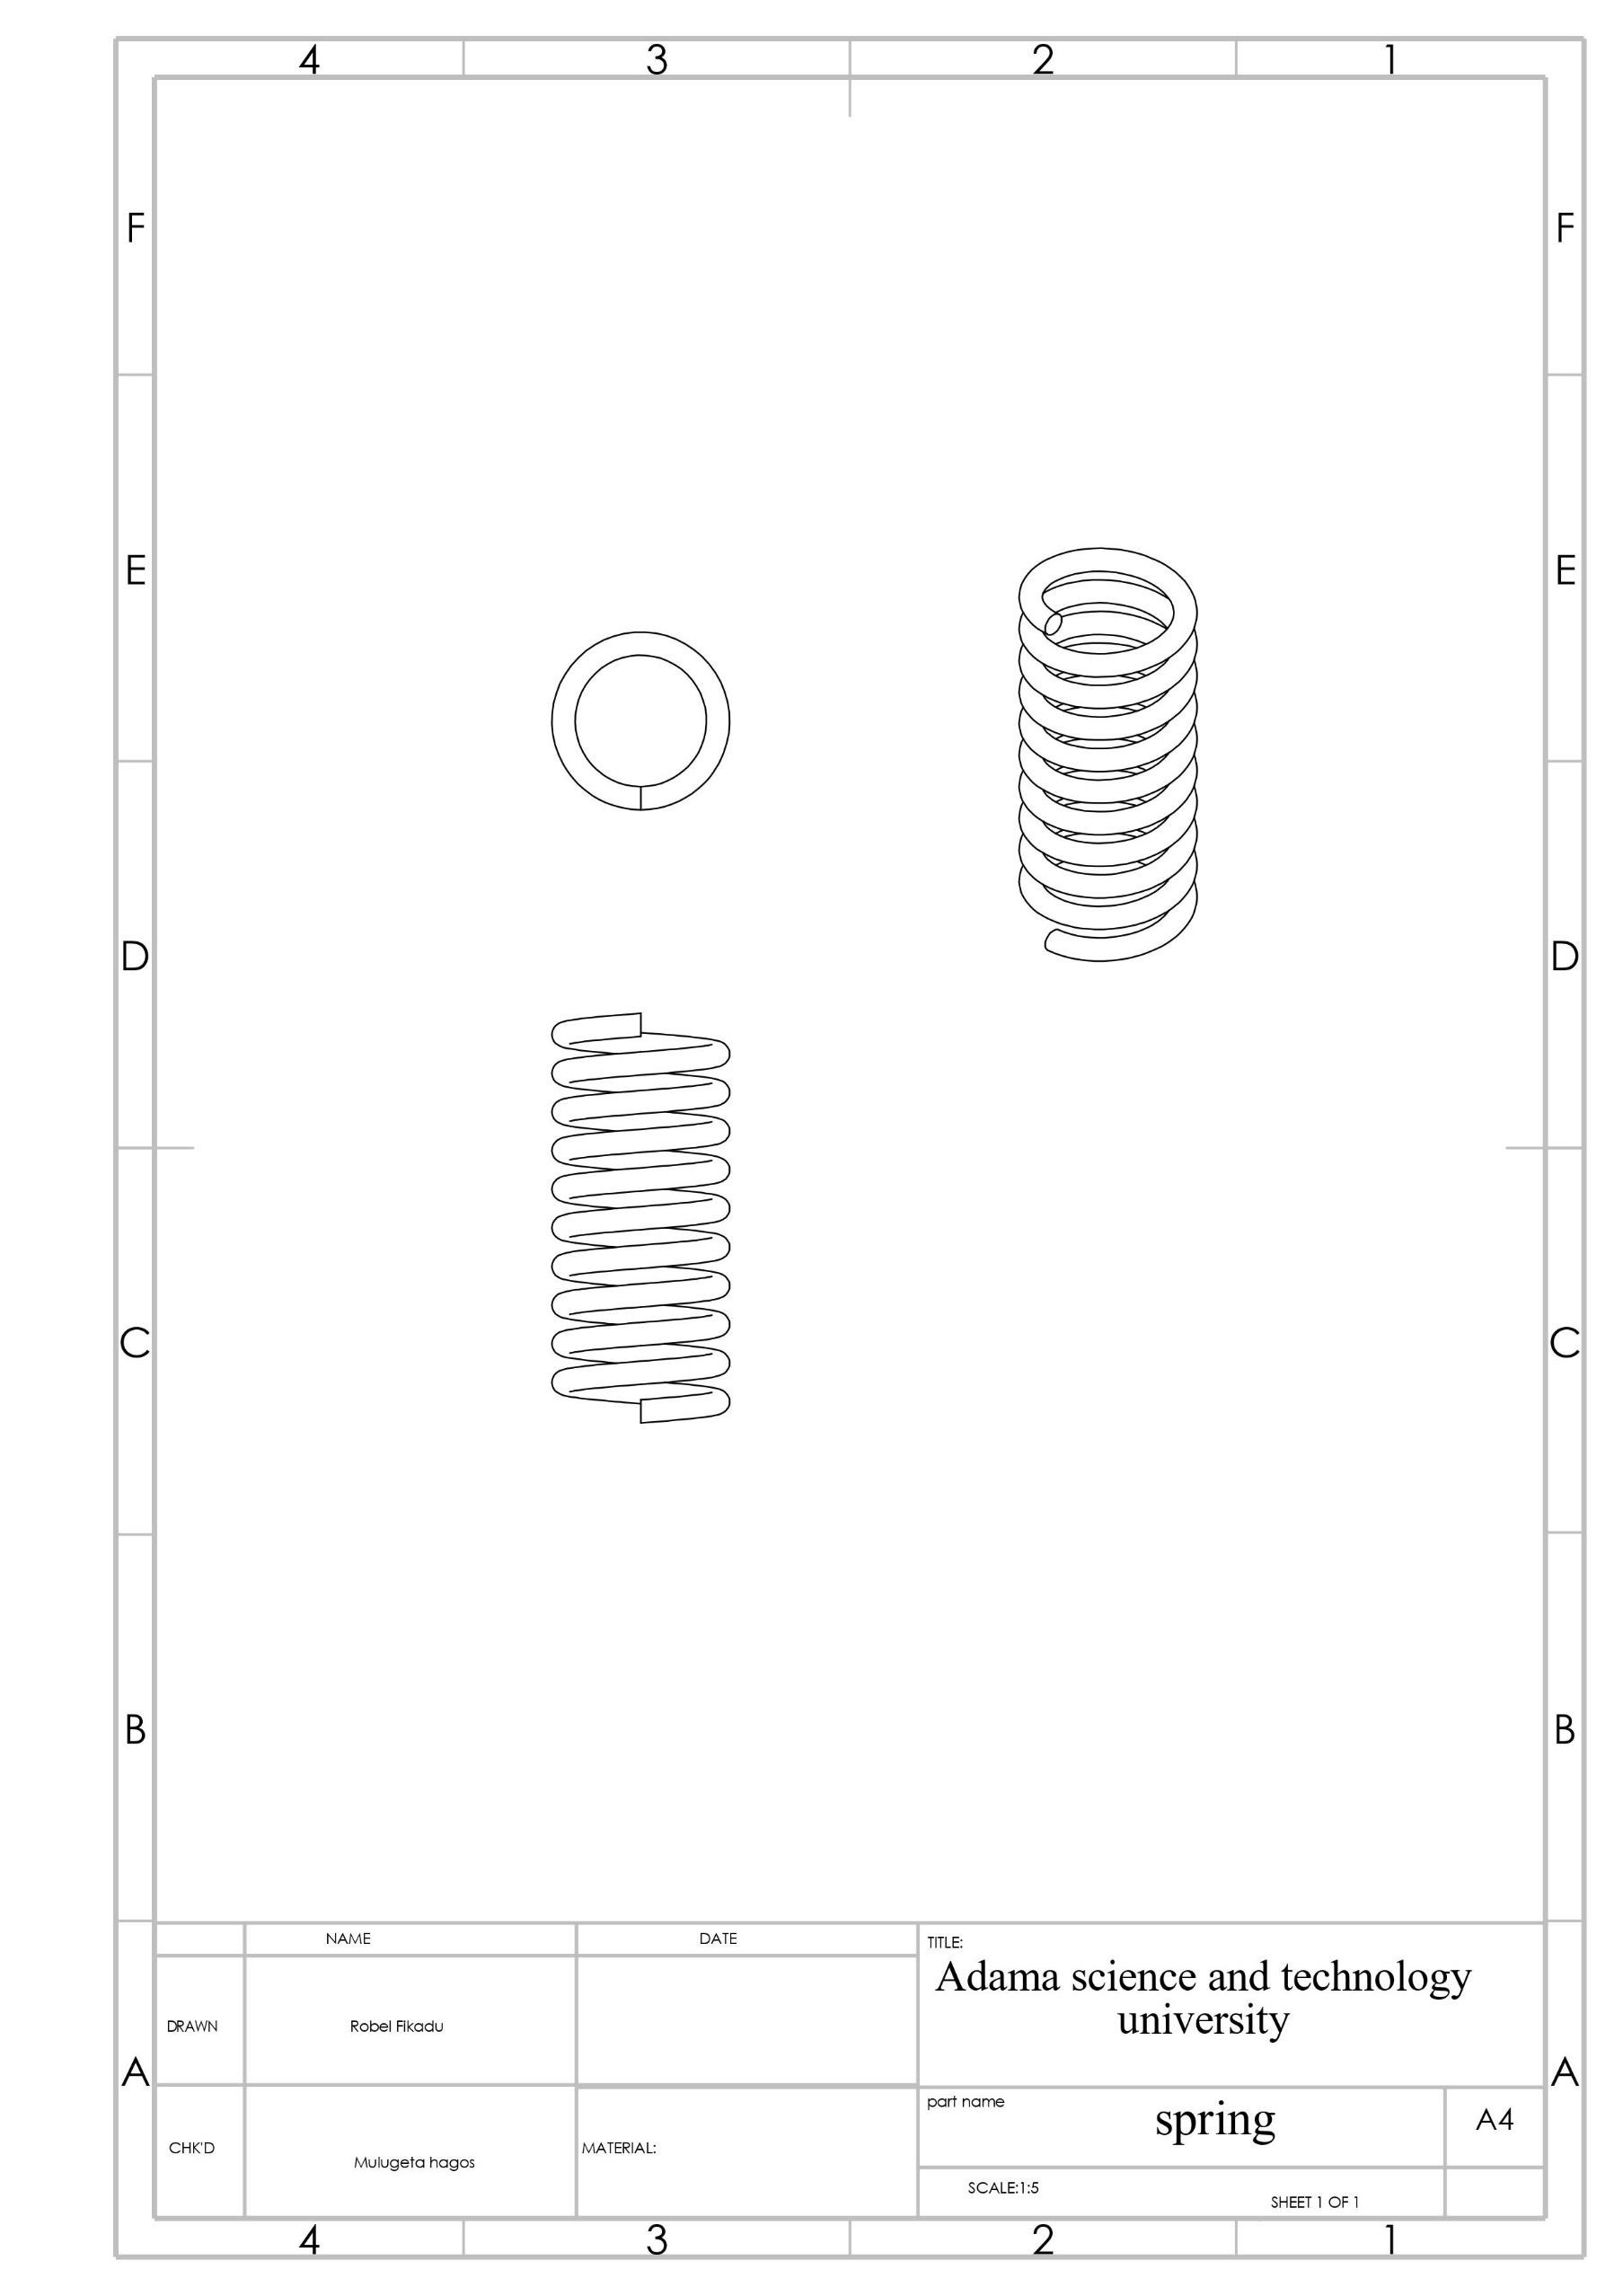 4 3 2 1
F F
E E
D D
C C
B B
NAME DATE
TITLE:
Adama science and technology
university
DRAWN Robel Fikadu
A A
part name
spring
A4
CHK'D Mulugeta hagos
MATERIAL:
SCALE:1:5
SHEET 1 OF 1
4 3 2 1